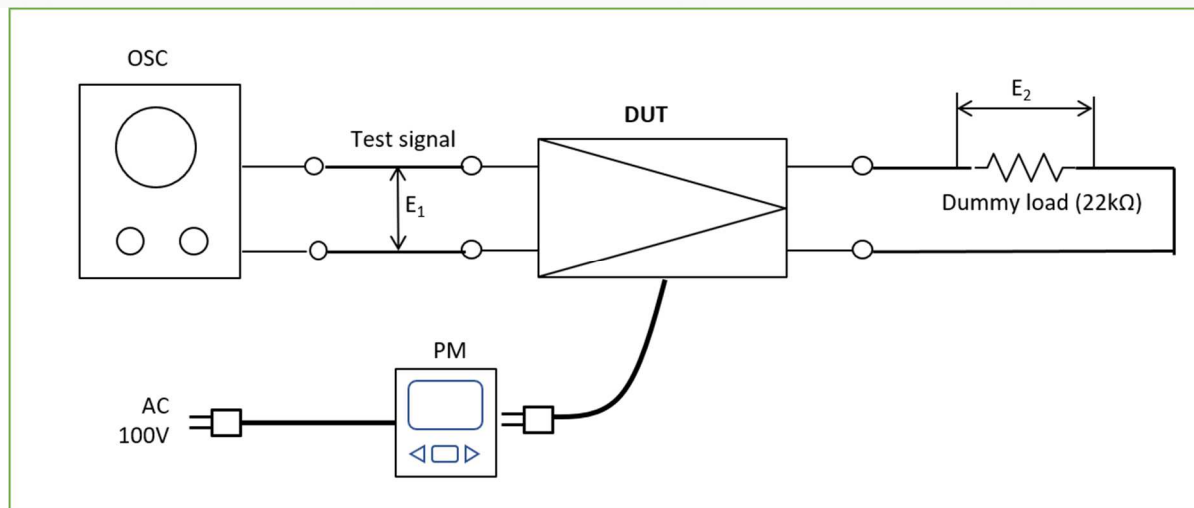 OSC
Test signal
E₁
DUT
E₂
Dummy load (22kΩ)
PM
AC
100V